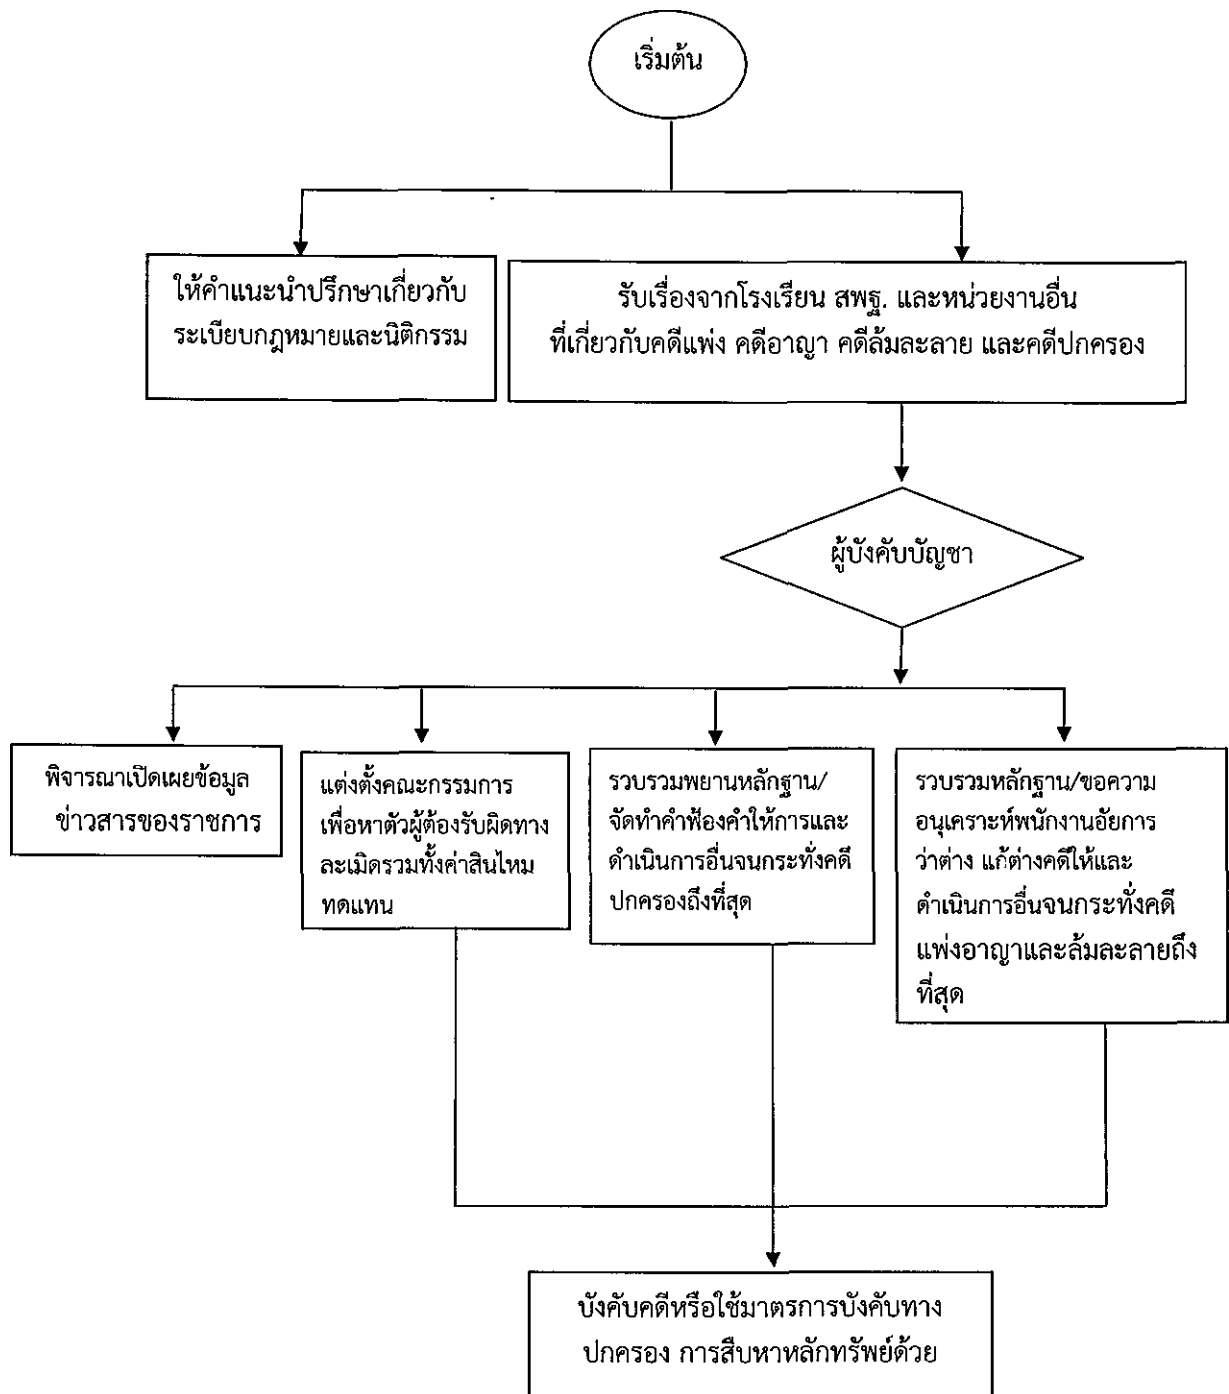 เริ่มต้น
ให้คำแนะนำปรึกษาเกี่ยวกับ
ระเบียบกฎหมายและนิติกรรม
รับเรื่องจากโรงเรียน สพฐ. และหน่วยงานอื่น
ที่เกี่ยวกับคดีแพ่ง คดีอาญา คดีล้มละลาย และคดีปกครอง
ผู้บังคับบัญชา
พิจารณาเปิดเผยข้อมูล
ข่าวสารของราชการ
แต่งตั้งคณะกรรมการ
เพื่อหาตัวผู้ต้องรับผิดทาง
ละเมิดรวมทั้งค่าสินไหม
ทดแทน
รวบรวมพยานหลักฐาน/
จัดทำคำฟ้องคำให้การและ
ดำเนินการอื่นจนกระทั่งคดี
ปกครองถึงที่สุด
รวบรวมหลักฐาน/ขอความ
อนุเคราะห์พนักงานอัยการ
ว่าต่าง แก้ต่างคดีให้และ
ดำเนินการอื่นจนกระทั่งคดี
แพ่งอาญาและล้มละลายถึง
ที่สุด
บังคับคดีหรือใช้มาตรการบังคับทาง
ปกครอง การสืบหาหลักทรัพย์ด้วย